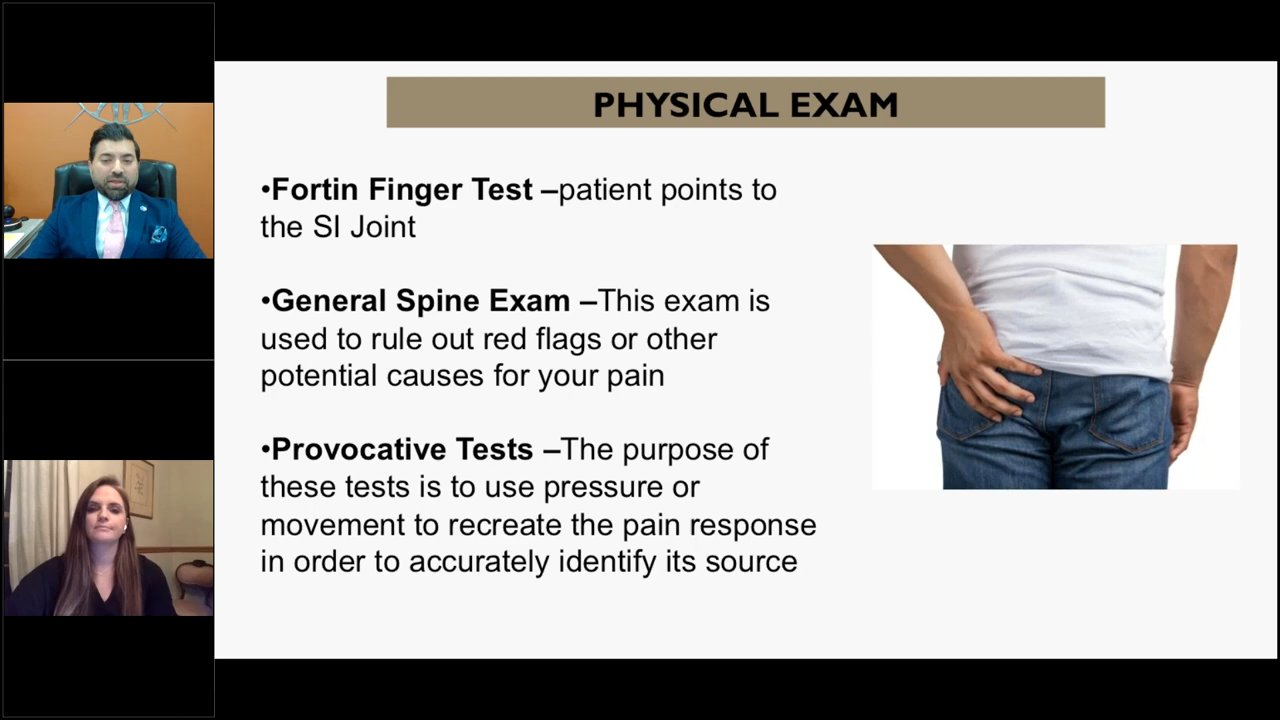 PHYSICAL EXAM
•Fortin Finger Test –patient points to
the SI Joint
•General Spine Exam –This exam is
used to rule out red flags or other
potential causes for your pain
•Provocative Tests –The purpose of
these tests is to use pressure or
movement to recreate the pain response
in order to accurately identify its source